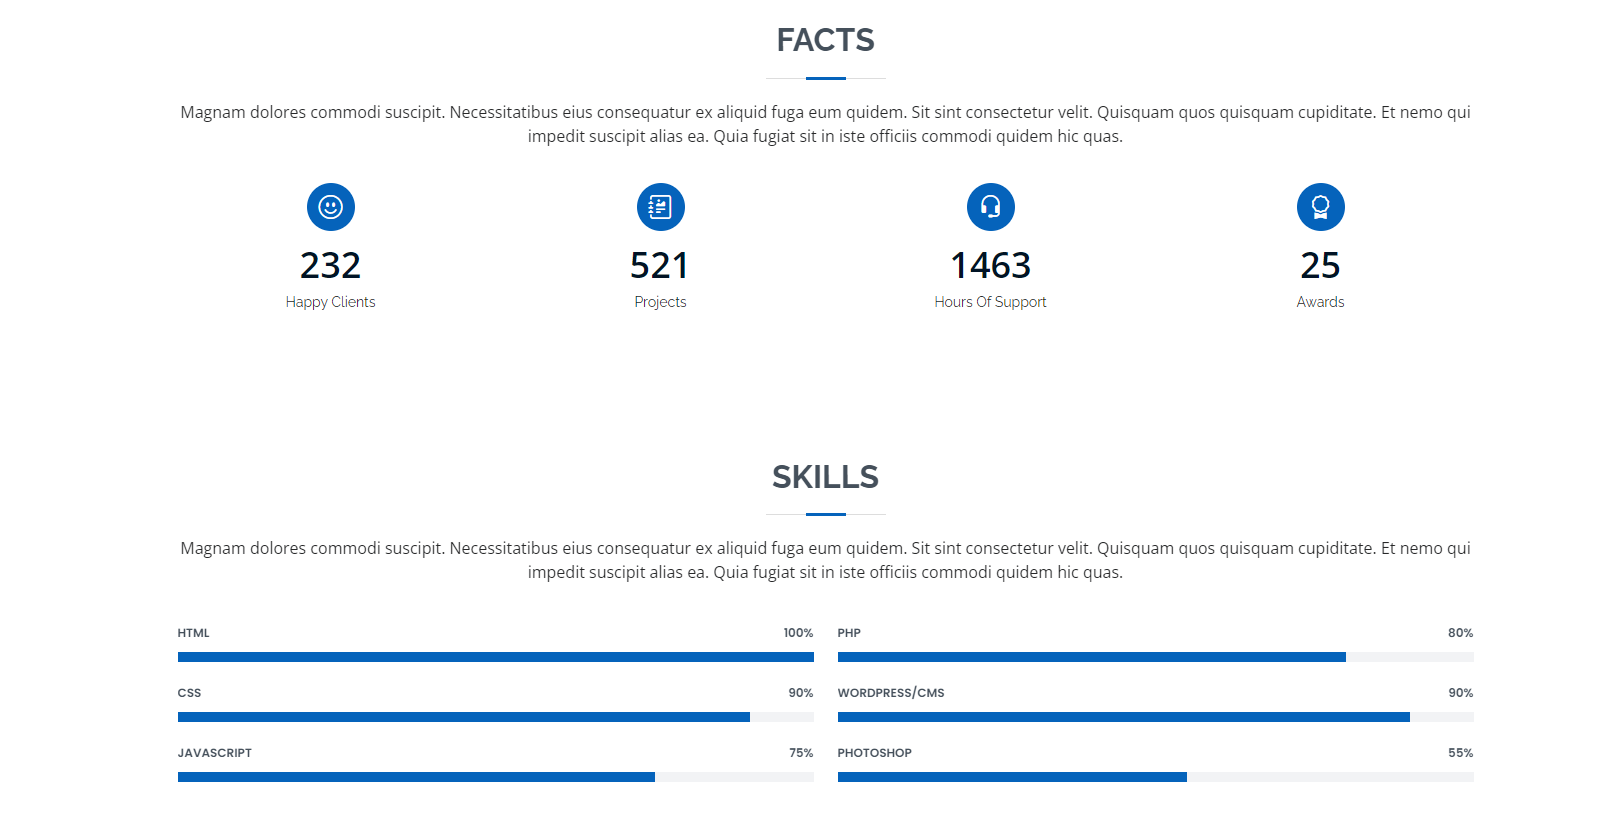 FACTS
Magnam dolores commodi suscipit. Necessitatibus eius consequatur ex aliquid fuga eum quidem. Sit sint consectetur velit. Quisquam quos quisquam cupiditate. Et nemo qui
impedit suscipit alias ea. Quia fugiat sit in iste officiis commodi quidem hic quas.
232
Happy Clients
521
Projects
1463
Hours Of Support
25
Awards
SKILLS
Magnam dolores commodi suscipit. Necessitatibus eius consequatur ex aliquid fuga eum quidem. Sit sint consectetur velit. Quisquam quos quisquam cupiditate. Et nemo qui
impedit suscipit alias ea. Quia fugiat sit in iste officiis commodi quidem hic quas.
HTML 100%
CSS 90%
JAVASCRIPT 75%
PHP 80%
WORDPRESS/CMS 90%
PHOTOSHOP 55%